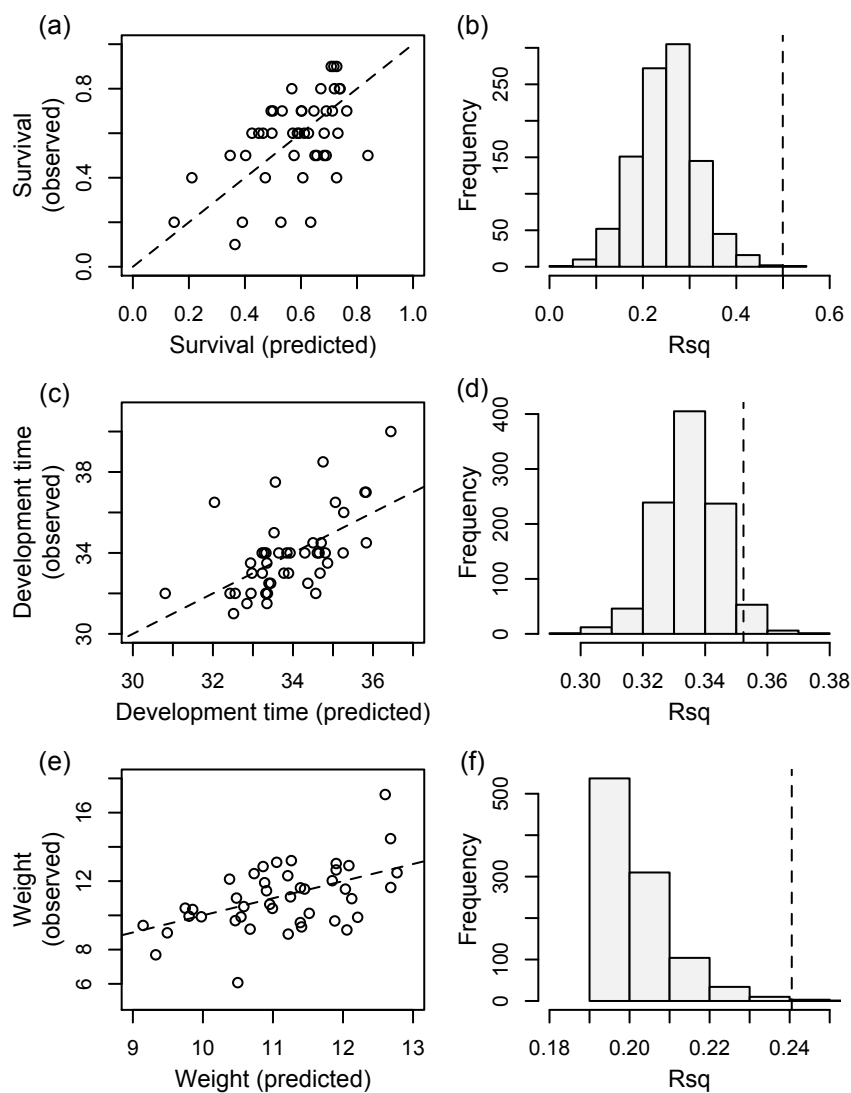 (a)
Survival
(observed)
0.0 0.4 0.8
0.0 0.2 0.4 0.6 0.8 1.0
Survival (predicted)
(b)
Frequency
0 50 150 250
0.0 0.2 0.4 0.6
Rsq
(c)
Development time
(observed)
30 34 38
30 32 34 36
Development time (predicted)
(d)
Frequency
0 100 200 300 400
0.30 0.32 0.34 0.36 0.38
Rsq
(e)
Weight
(observed)
6 8 10 12 16
9 10 11 12 13
Weight (predicted)
(f)
Frequency
0 100 300 500
0.18 0.20 0.22 0.24
Rsq